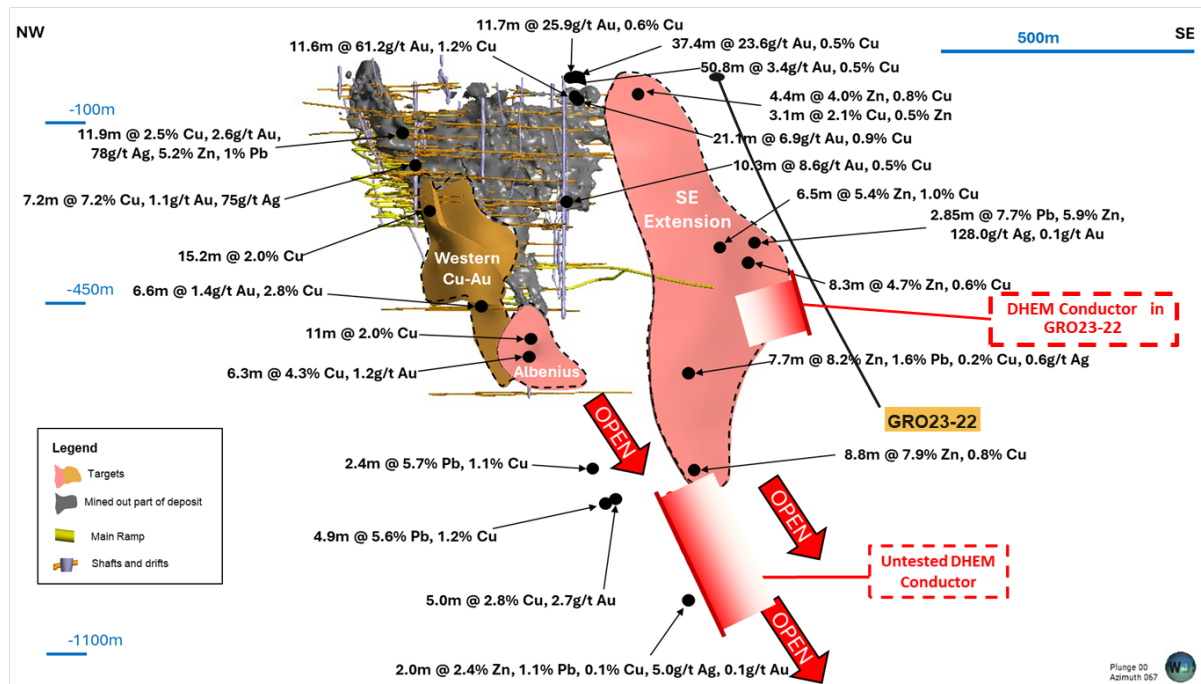 NW
SE
500m
11.7m @ 25.9g/t Au, 0.6% Cu
11.6m @ 61.2g/t Au, 1.2% Cu
37.4m @ 23.6g/t Au, 0.5% Cu
50.8m @ 3.4g/t Au, 0.5% Cu
-100m
4.4m @ 4.0% Zn, 0.8% Cu
3.1m @ 2.1% Cu, 0.5% Zn
11.9m @ 2.5% Cu, 2.6g/t Au,
78g/t Ag, 5.2% Zn, 1% Pb
21.1m @ 6.9g/t Au, 0.9% Cu
10.3m @ 8.6g/t Au, 0.5% Cu
7.2m @ 7.2% Cu, 1.1g/t Au, 75g/t Ag
6.5m @ 5.4% Zn, 1.0% Cu
SE
Extension
2.85m @ 7.7% Pb, 5.9% Zn,
128.0g/t Ag, 0.1g/t Au
15.2m @ 2.0% Cu
Western
Cu-Au
8.3m @ 4.7% Zn, 0.6% Cu
6.6m @ 1.4g/t Au, 2.8% Cu
-450m
DHEM Conductor in
GRO23-22
11m @ 2.0% Cu
7.7m @ 8.2% Zn, 1.6% Pb, 0.2% Cu, 0.6g/t Ag
6.3m @ 4.3% Cu, 1.2g/t Au
Albenius
GRO23-22
OPEN
Legend
Targets
Mined out part of deposit
Main Ramp
Shafts and drifts
2.4m @ 5.7% Pb, 1.1% Cu
8.8m @ 7.9% Zn, 0.8% Cu
OPEN
4.9m @ 5.6% Pb, 1.2% Cu
Untested DHEM
Conductor
5.0m @ 2.8% Cu, 2.7g/t Au
OPEN
-1100m
2.0m @ 2.4% Zn, 1.1% Pb, 0.1% Cu, 5.0g/t Ag, 0.1g/t Au
Plunge 00
Azimuth 067
W